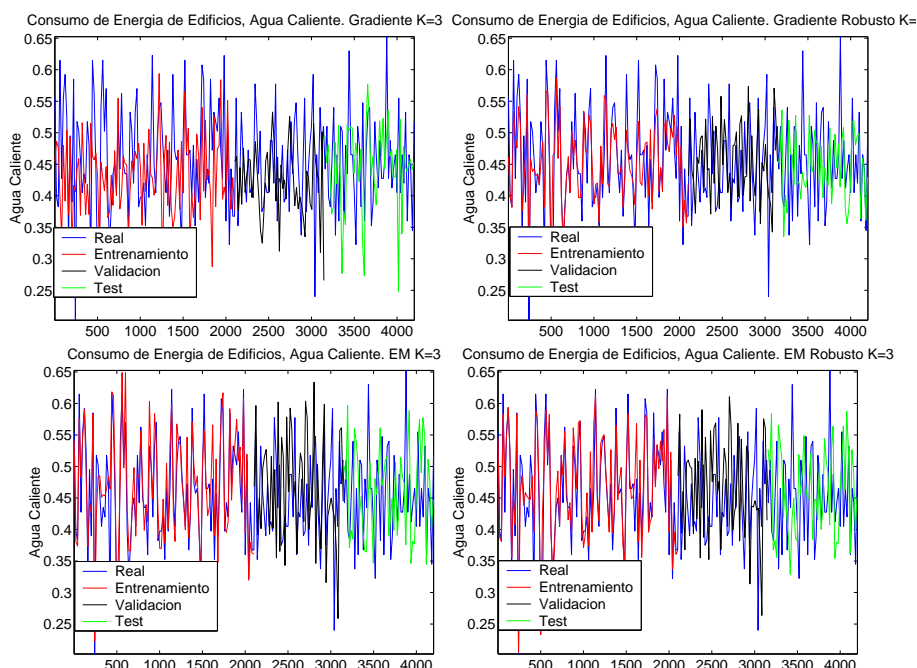 Consumo de Energia de Edificios, Agua Caliente. Gradiente K=3
Agua Caliente
0.65
0.6
0.55
0.5
0.45
0.4
0.35
0.3
0.25
Real
Entrenamiento
Validacion
Test
500 1000 1500 2000 2500 3000 3500 4000
Consumo de Energia de Edificios, Agua Caliente. Gradiente Robusto K=
Agua Caliente
0.65
0.6
0.55
0.5
0.45
0.4
0.35
0.3
0.25
Real
Entrenamiento
Validacion
Test
500 1000 1500 2000 2500 3000 3500 4000
Consumo de Energia de Edificios, Agua Caliente. EM K=3
Agua Caliente
0.65
0.6
0.55
0.5
0.45
0.4
0.35
0.3
0.25
Real
Entrenamiento
Validacion
Test
500 1000 1500 2000 2500 3000 3500 4000
Consumo de Energia de Edificios, Agua Caliente. EM Robusto K=3
Agua Caliente
0.65
0.6
0.55
0.5
0.45
0.4
0.35
0.3
0.25
Real
Entrenamiento
Validacion
Test
500 1000 1500 2000 2500 3000 3500 4000